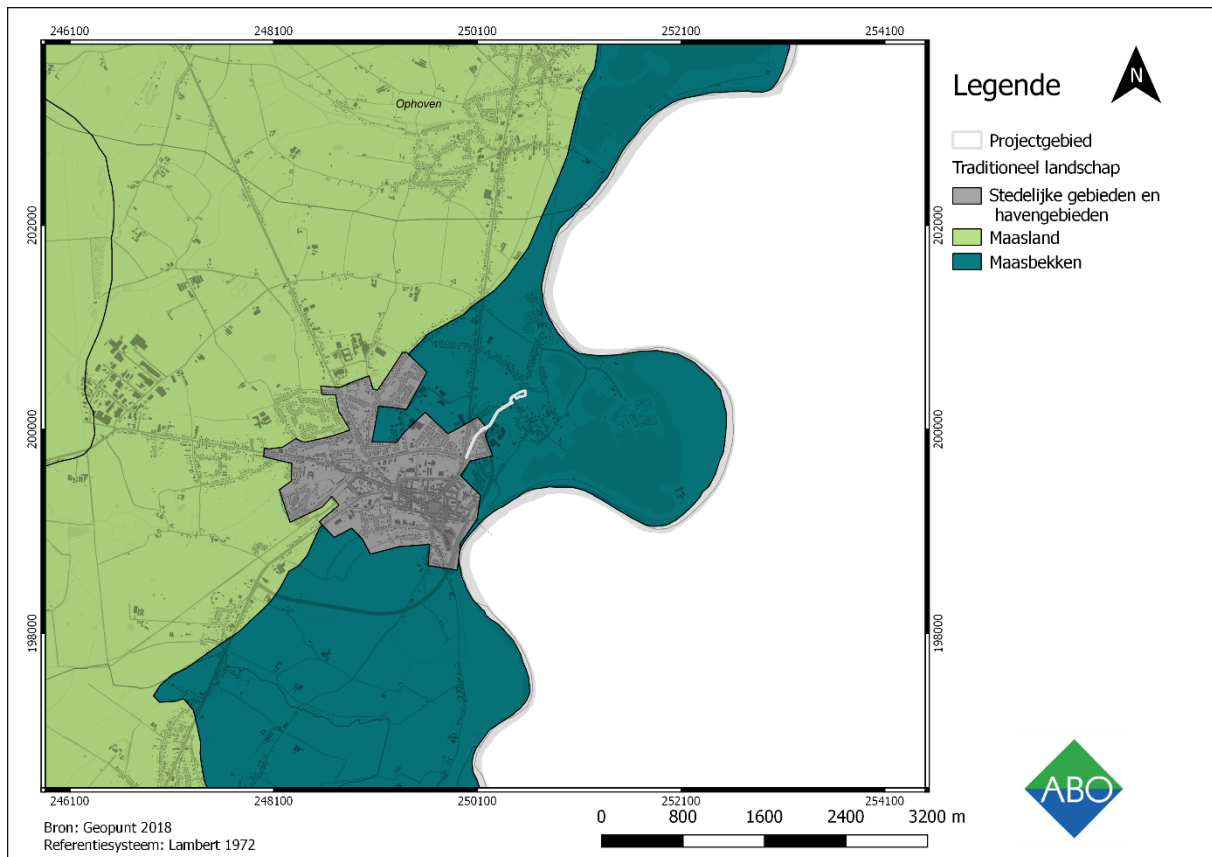 246100 248100 250100 252100 254100
Legende
N
Ophoven
Projectgebied
Traditioneel landschap
Stedelijke gebieden en
havengebieden
Maasland
Maasbekken
202000 202000
200000 200000
198000 198000
246100 248100 250100 252100 254100
ABO
Bron: Geopunt 2018
Referentiesysteem: Lambert 1972
0 800 1600 2400 3200 m